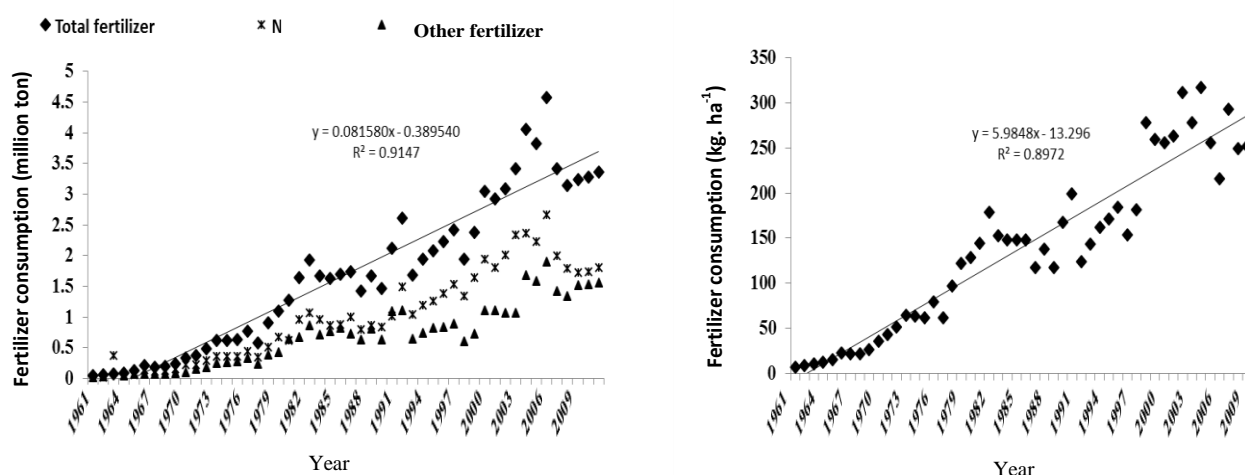 Total fertilizer N Other fertilizer
Fertilizer consumption (million ton)
5
4.5
4
3.5
3
2.5
2
1.5
1
0.5
0
y = 0.081580x - 0.389540
R² = 0.9147
1961 1964 1967 1970 1973 1976 1979 1982 1985 1988 1991 1994 1997 2000 2003 2006 2009
Year
Fertilizer consumption (kg. ha⁻¹)
350
300
250
200
150
100
50
0
y = 5.9848x - 13.296
R² = 0.8972
1961 1964 1967 1970 1973 1976 1979 1982 1985 1988 1991 1994 1997 2000 2003 2006 2009
Year